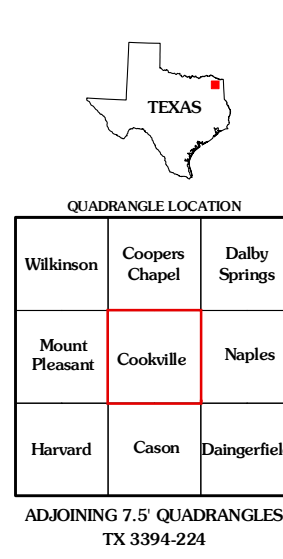 TEXAS
QUADRANGLE LOCATION
Wilkinson
Coopers
Chapel
Dalby
Springs
Mount
Pleasant
Cookville
Naples
Harvard
Cason
Daingerfiel
ADJOINING 7.5' QUADRANGLES
TX 3394-224